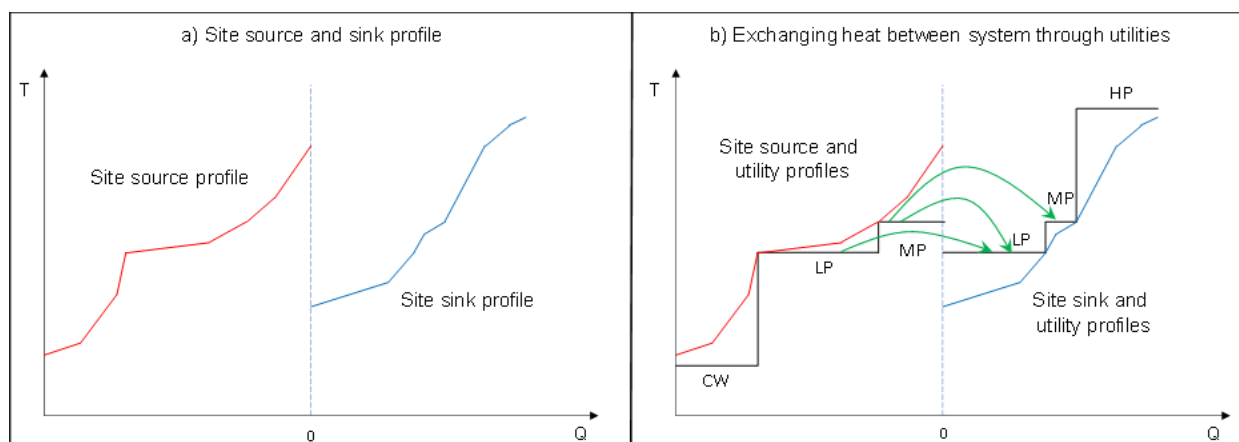 a) Site source and sink profile
T
Site source profile
Site sink profile
0
Q
b) Exchanging heat between system through utilities
T
HP
Site source and
utility profiles
MP
LP
LP
MP
Site sink and
utility profiles
CW
0
Q